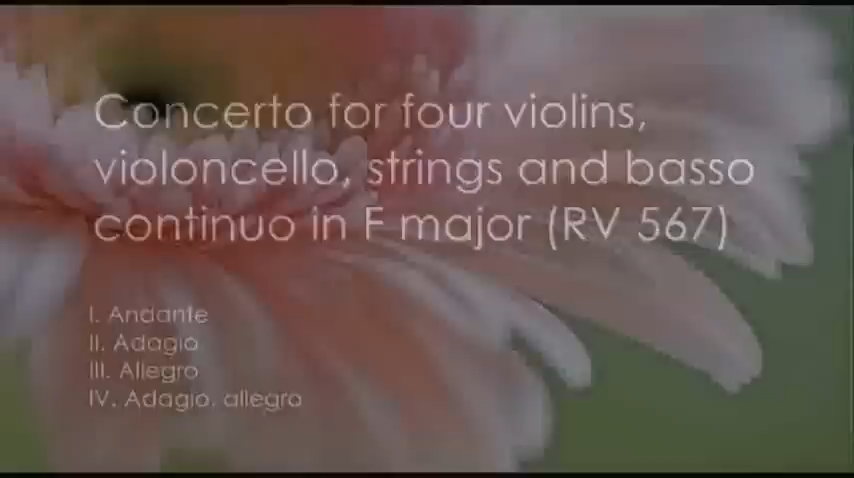 Concerto for four violins,
violoncello, strings and basso
continuo in F major (RV 567)
I. Andante
II. Adagio
III. Allegro
IV. Adagio, allegro